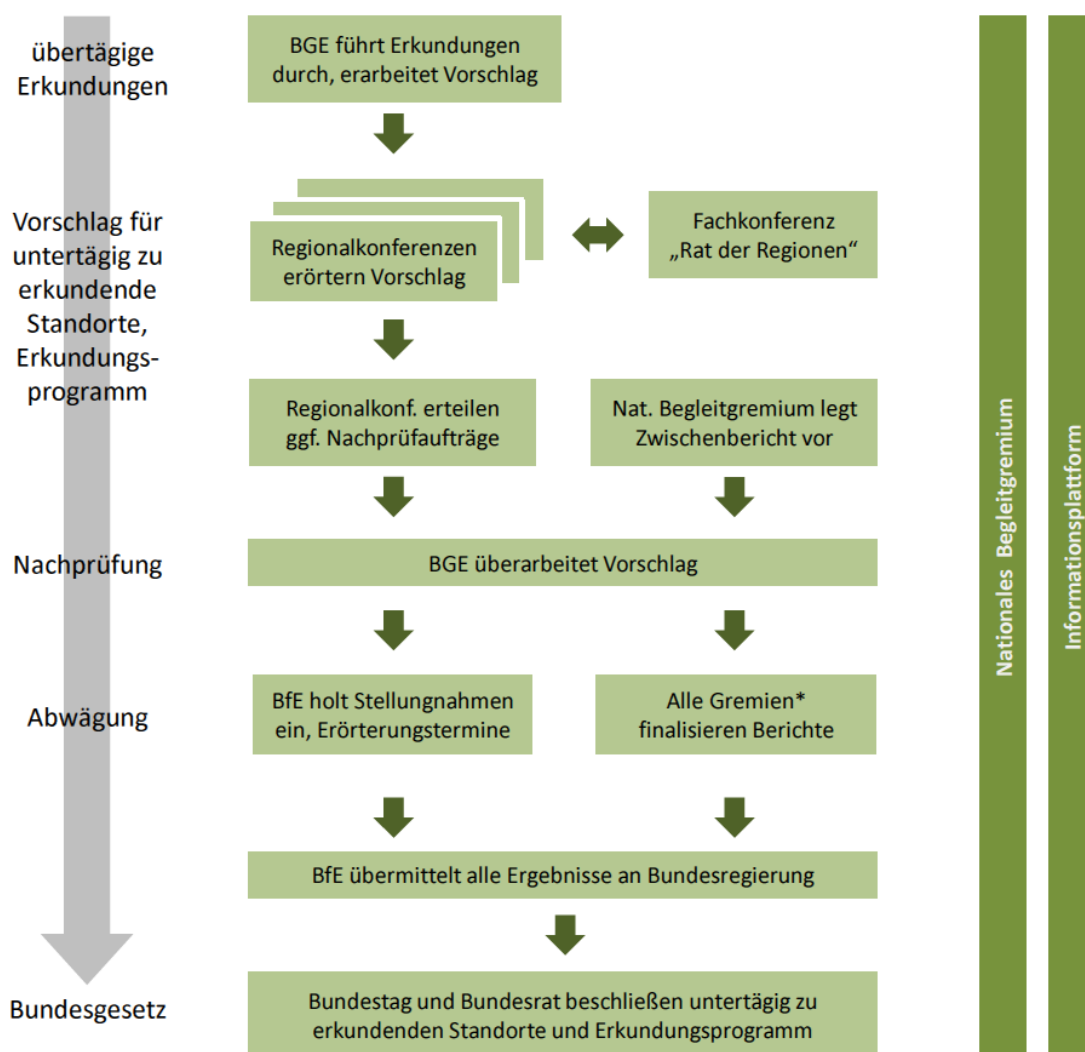 übertägige
Erkundungen
BGE führt Erkundungen
durch, erarbeitet Vorschlag
Vorschlag für
untertägig zu
erkundende
Standorte,
Erkundungs-
programm
Regionalkonferenzen
erörtern Vorschlag
Fachkonferenz
„Rat der Regionen“
Regionalkonf. erteilen
ggf. Nachprüfaufträge
Nat. Begleitgremium legt
Zwischenbericht vor
Nachprüfung
BGE überarbeitet Vorschlag
Abwägung
BfE holt Stellungnahmen
ein, Erörterungstermine
Alle Gremien*
finalisieren Berichte
BfE übermittelt alle Ergebnisse an Bundesregierung
Bundesgesetz
Bundestag und Bundesrat beschließen untertägig zu
erkundenden Standorte und Erkundungsprogramm
Nationales Begleitgremium
Informationsplattform